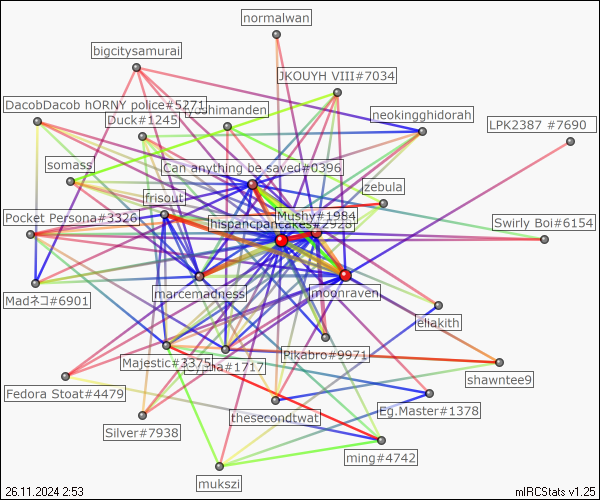 normalwan
bigcitysamurai
JKOUYH VIII#7034
DacobDacob hORNY police#5271
yoshimanden
neokingghidorah
Duck#1245
LPK2387 #7690
somass
Can anything be saved#0396
zebula
frisout
Mushy#1984
Pocket Persona#3326
hispancpancakes#2928
Swirly Boi#6154
marcemadness
moonraven
Madネコ#6901
eliakith
Pikabro#9971
Majestic#3375
#1717
shawntee9
Fedora Stoat#4479
Eg.Master#1378
thesecondtwat
Silver#7938
ming#4742
mukszi
26.11.2024 2:53
mIRCStats v1.25